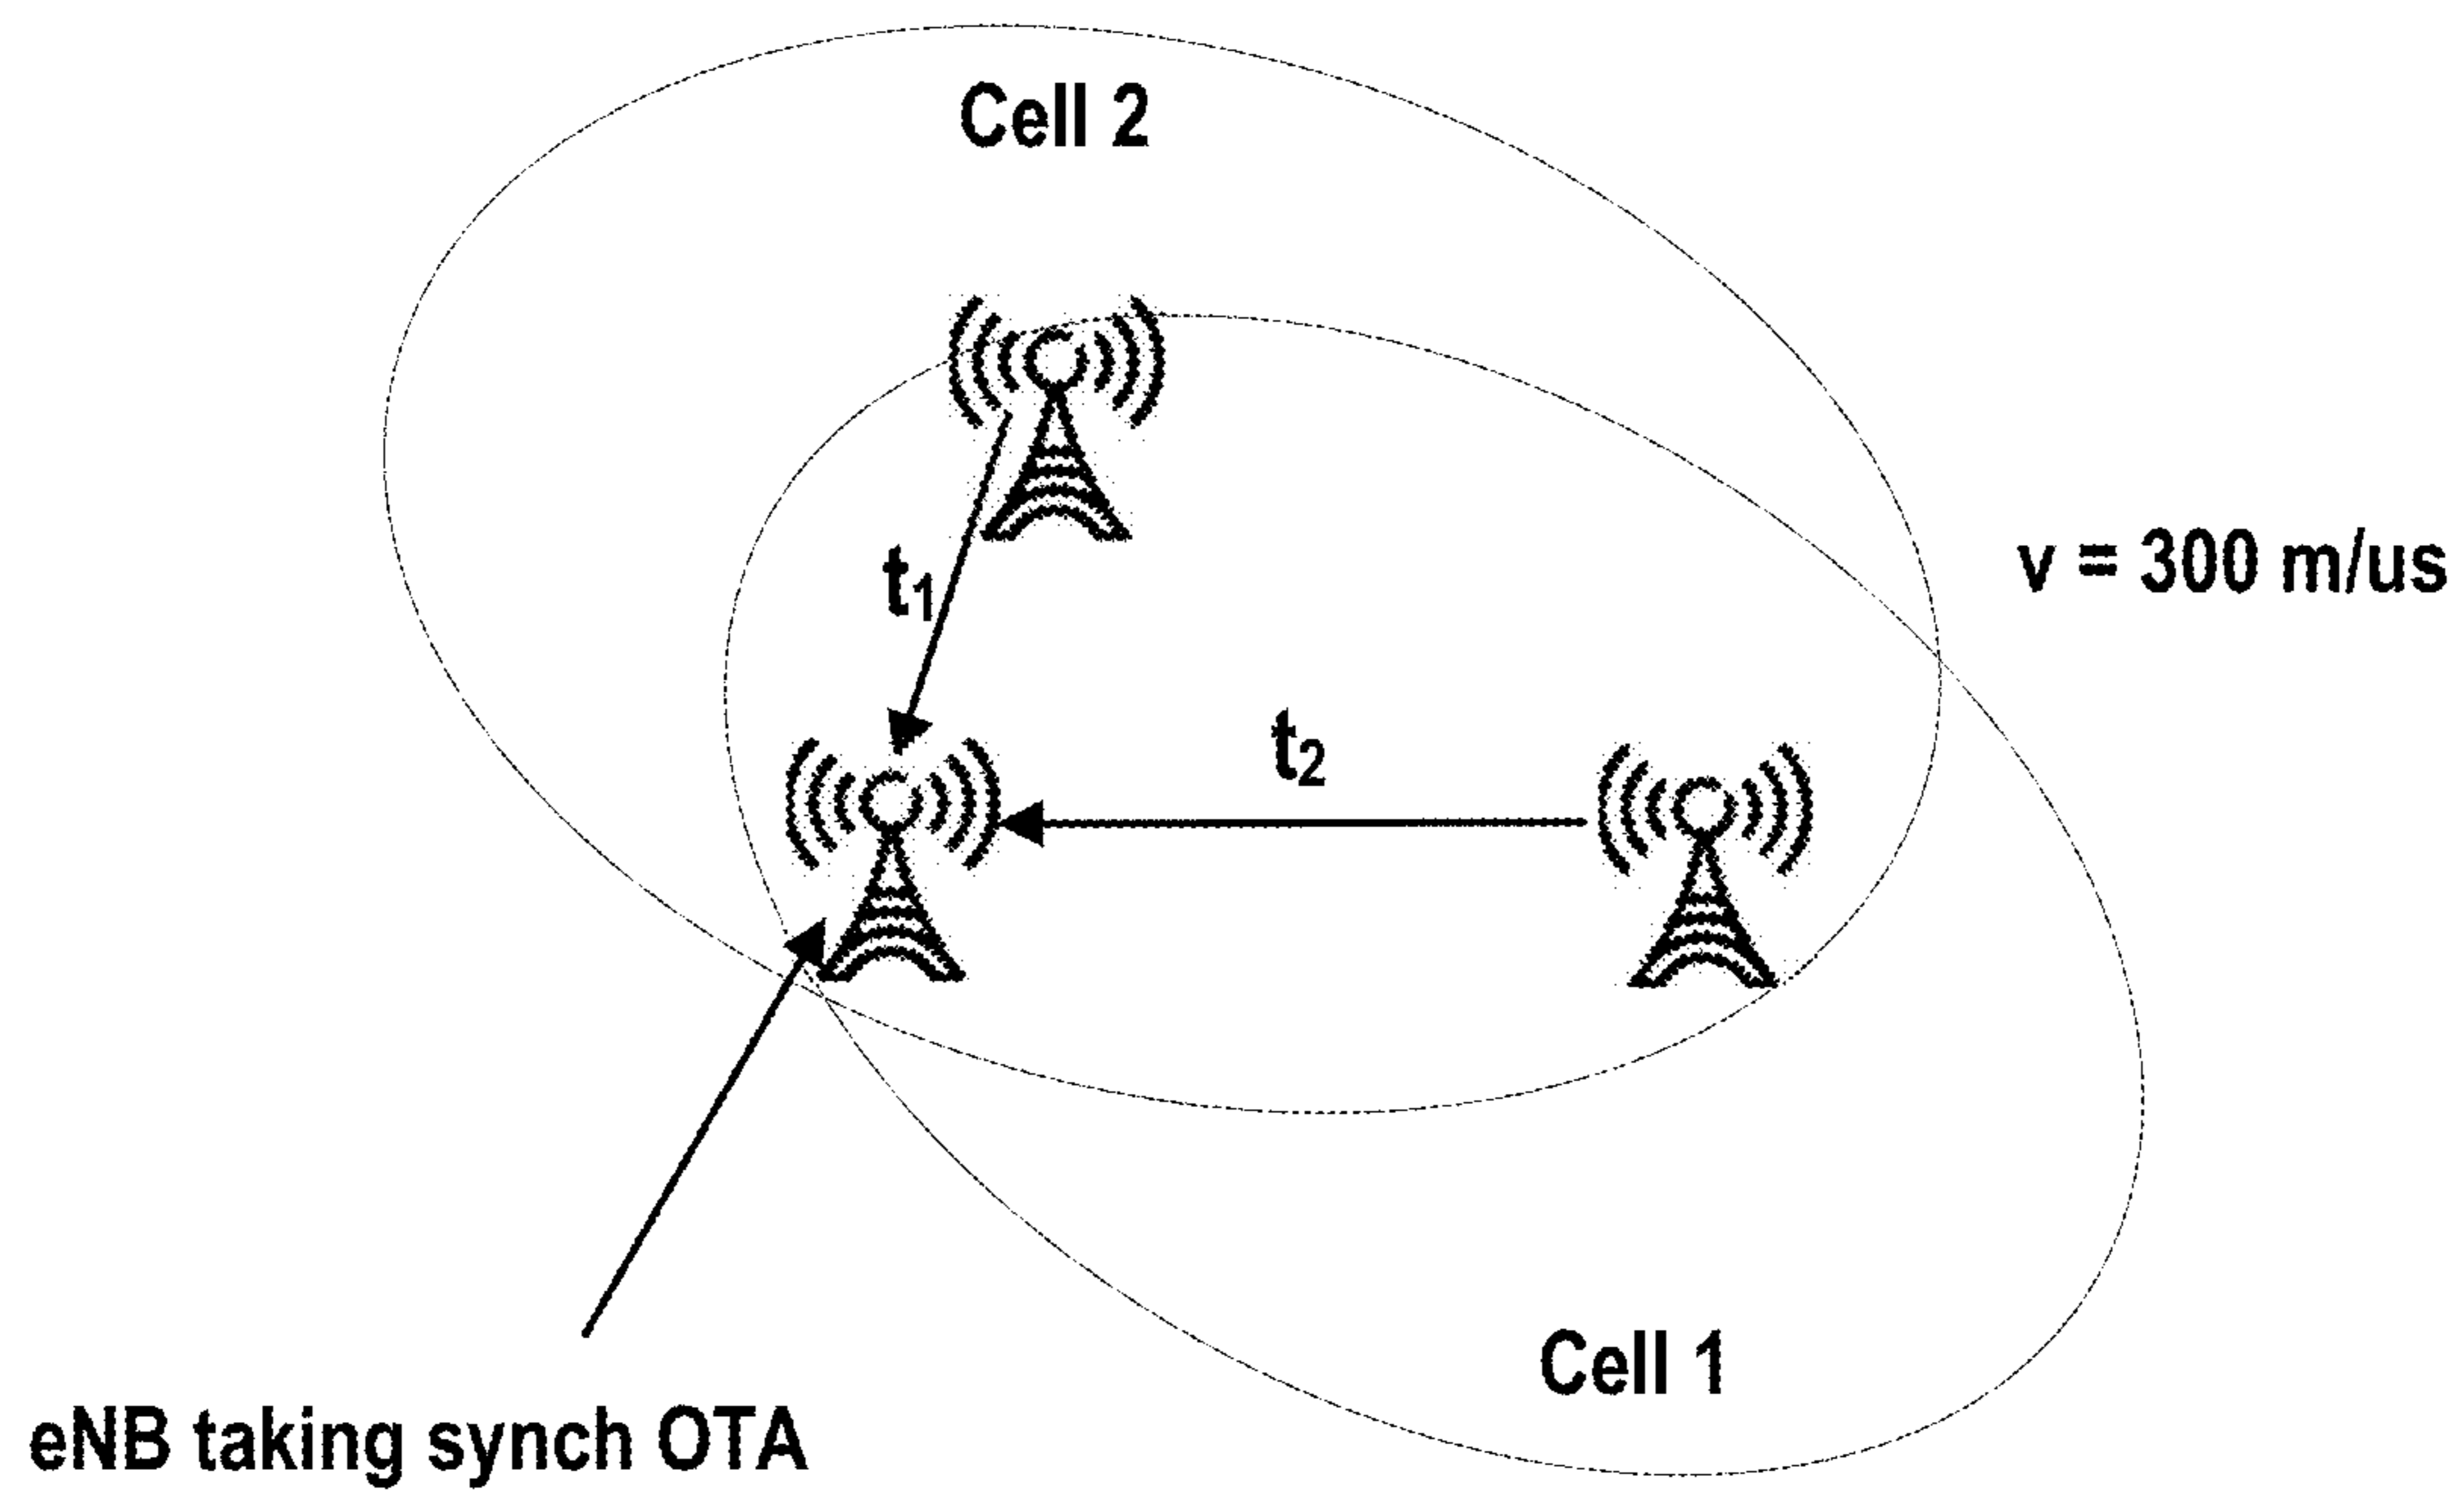 Cell 2
v = 300 m/us
t₁
t₂
Cell 1
eNB taking synch OTA